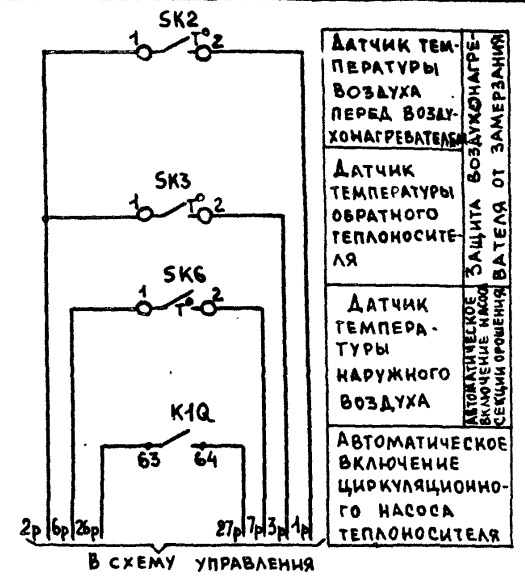 SK2
1 T° 2
SK3
1 T° 2
SK6
1 T° 2
K1Q
63 64
2р 6р 26р 27р 7р 3р 1р
В СХЕМУ УПРАВЛЕНИЯ
ДАТЧИК ТЕМ-
ПЕРАТУРЫ
ВОЗДУХА
ПЕРЕД ВОЗДУ-
ХОНАГРЕВАТЕЛЕМ
ДАТЧИК
ТЕМПЕРАТУРЫ
ОБРАТНОГО
ТЕПЛОНОСИТЕ-
ЛЯ
ЗАЩИТА ВОЗДУХОНАГРЕ-
ВАТЕЛЯ ОТ ЗАМЕРЗАНИЯ
ДАТЧИК
ТЕМПЕРА-
ТУРЫ
НАРУЖНОГО
ВОЗДУХА
АВТОМАТИЧЕСКОЕ
ВКЛЮЧЕНИЕ НАСОСА
СЕКЦИИ ОРОШЕНИЯ
АВТОМАТИЧЕСКОЕ
ВКЛЮЧЕНИЕ
ЦИРКУЛЯЦИОННО-
ГО НАСОСА
ТЕПЛОНОСИТЕЛЯ